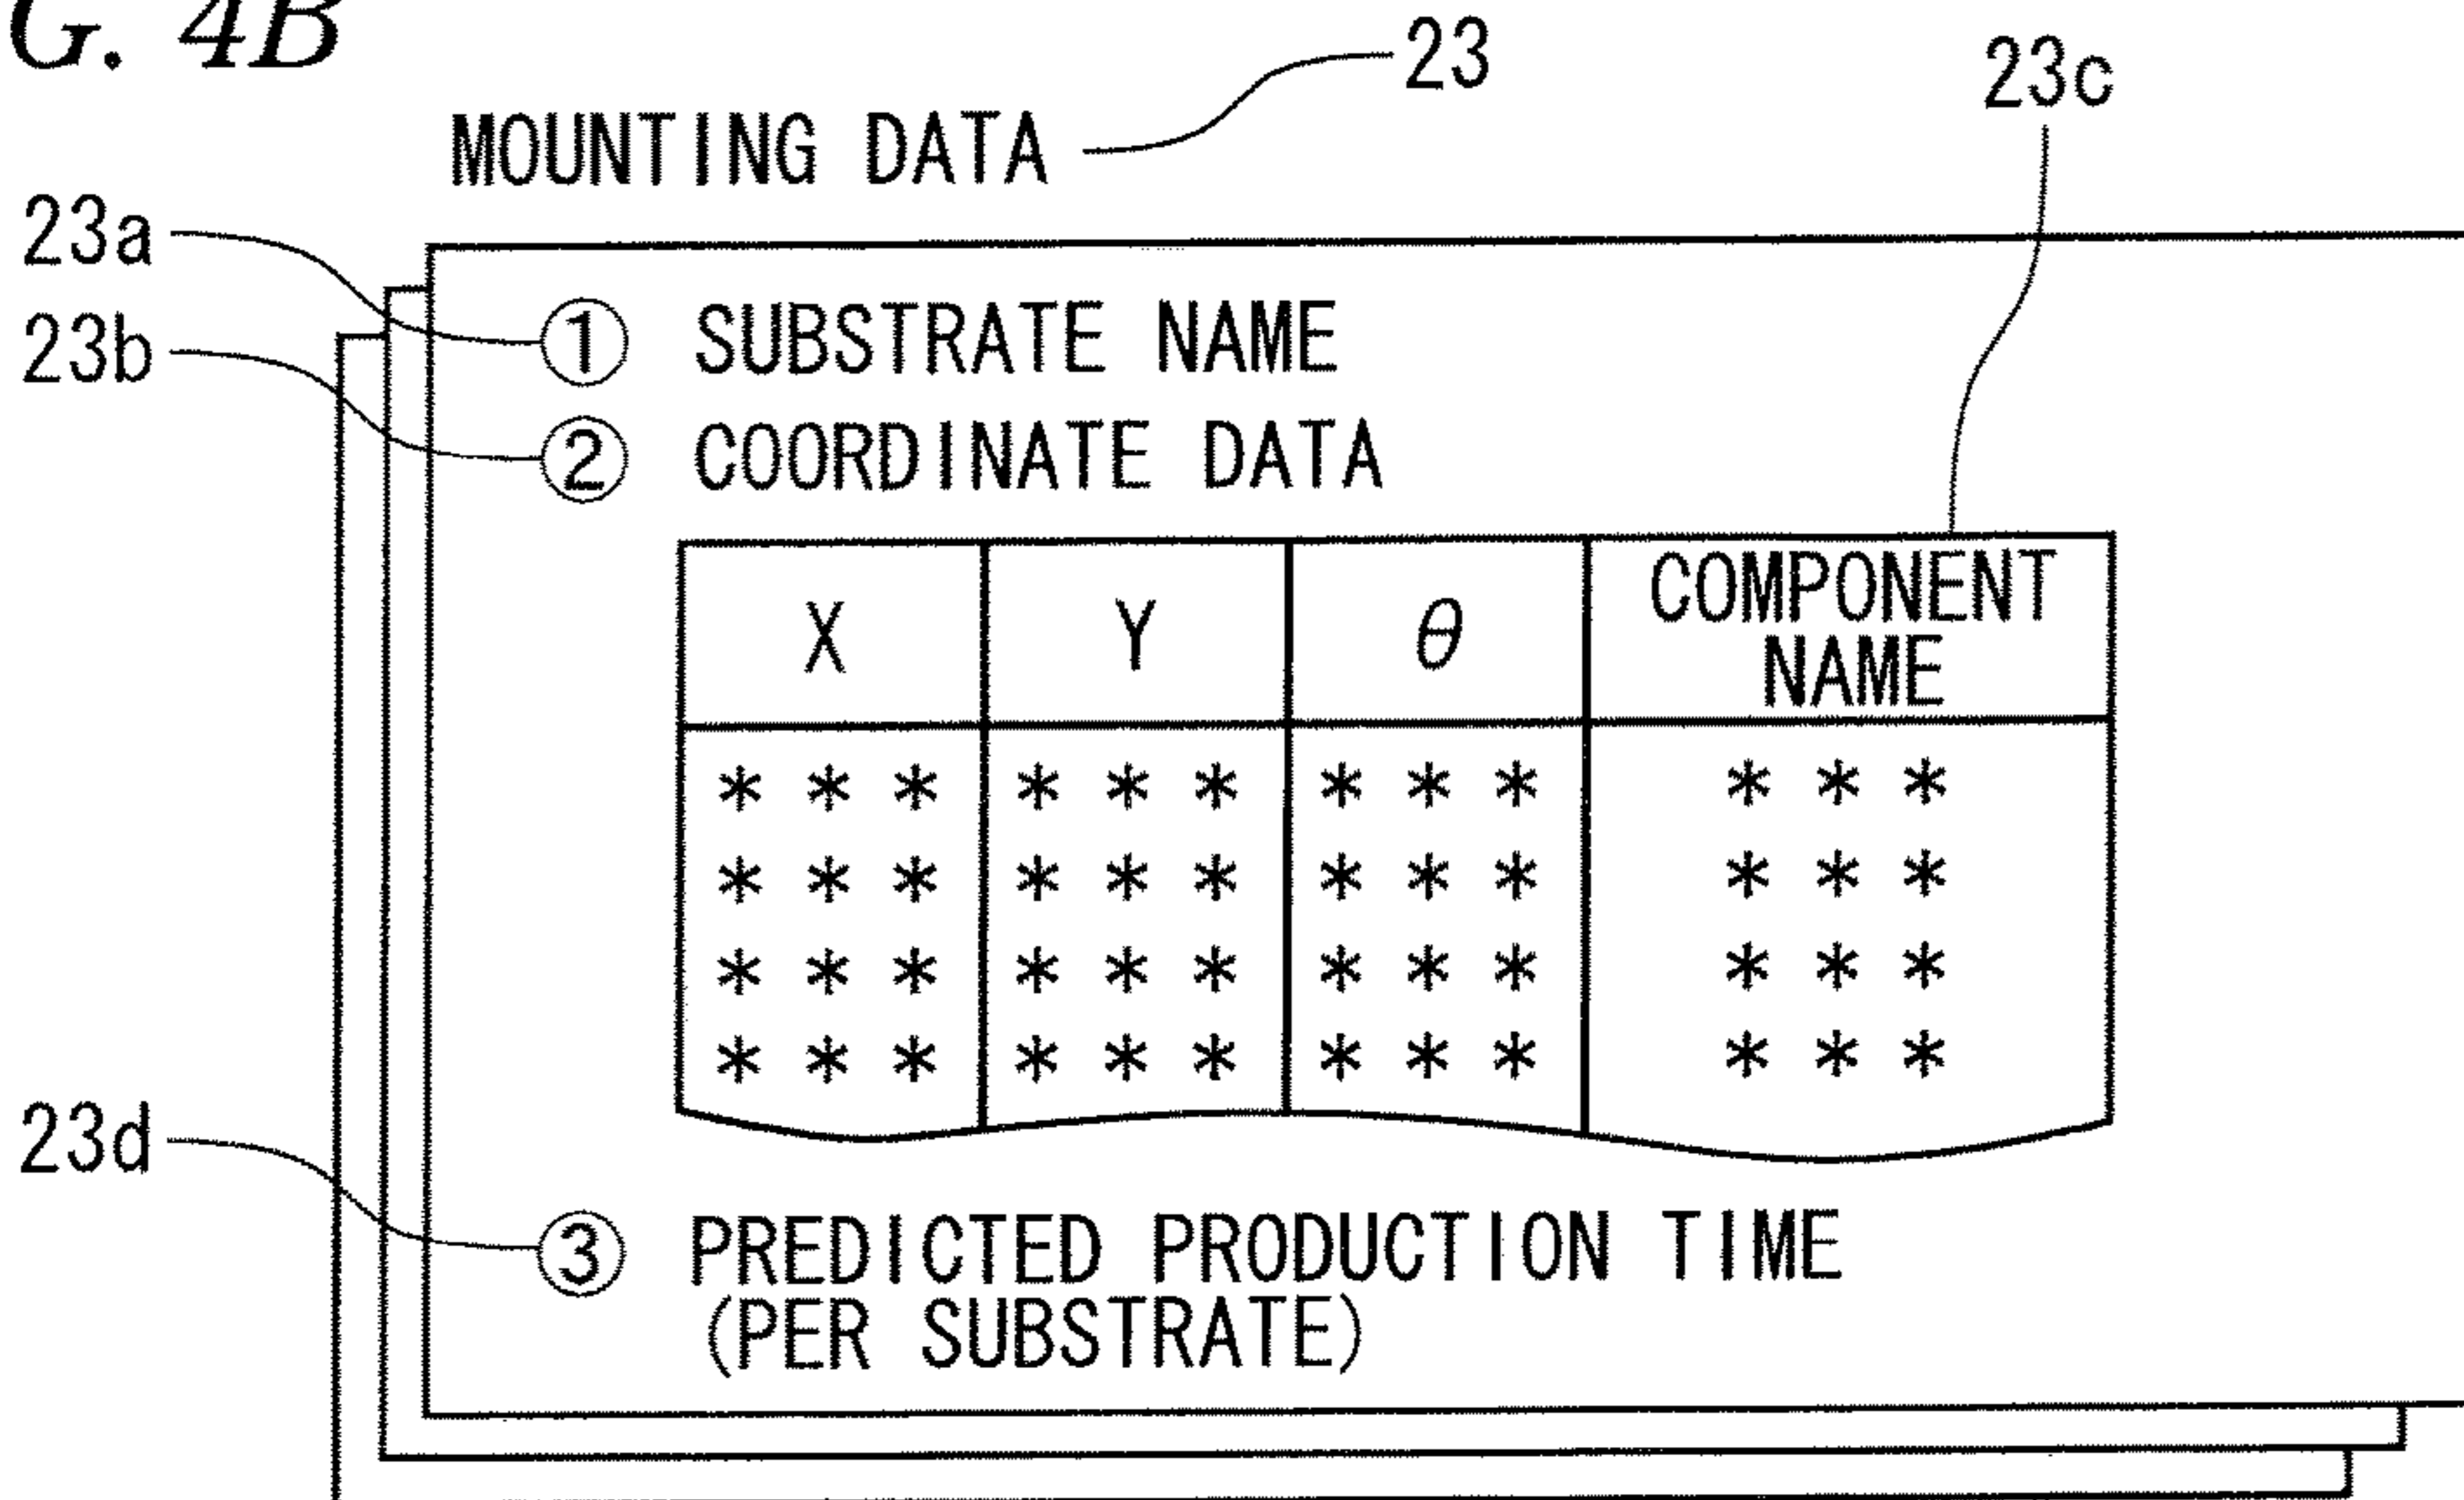 G. 4B
23
23c
MOUNTING DATA
23a
① SUBSTRATE NAME
23b
② COORDINATE DATA
X Y θ COMPONENT NAME
* * * * * * * * * * * *
* * * * * * * * * * * *
* * * * * * * * * * * *
* * * * * * * * * * * *
23d
③ PREDICTED PRODUCTION TIME
(PER SUBSTRATE)